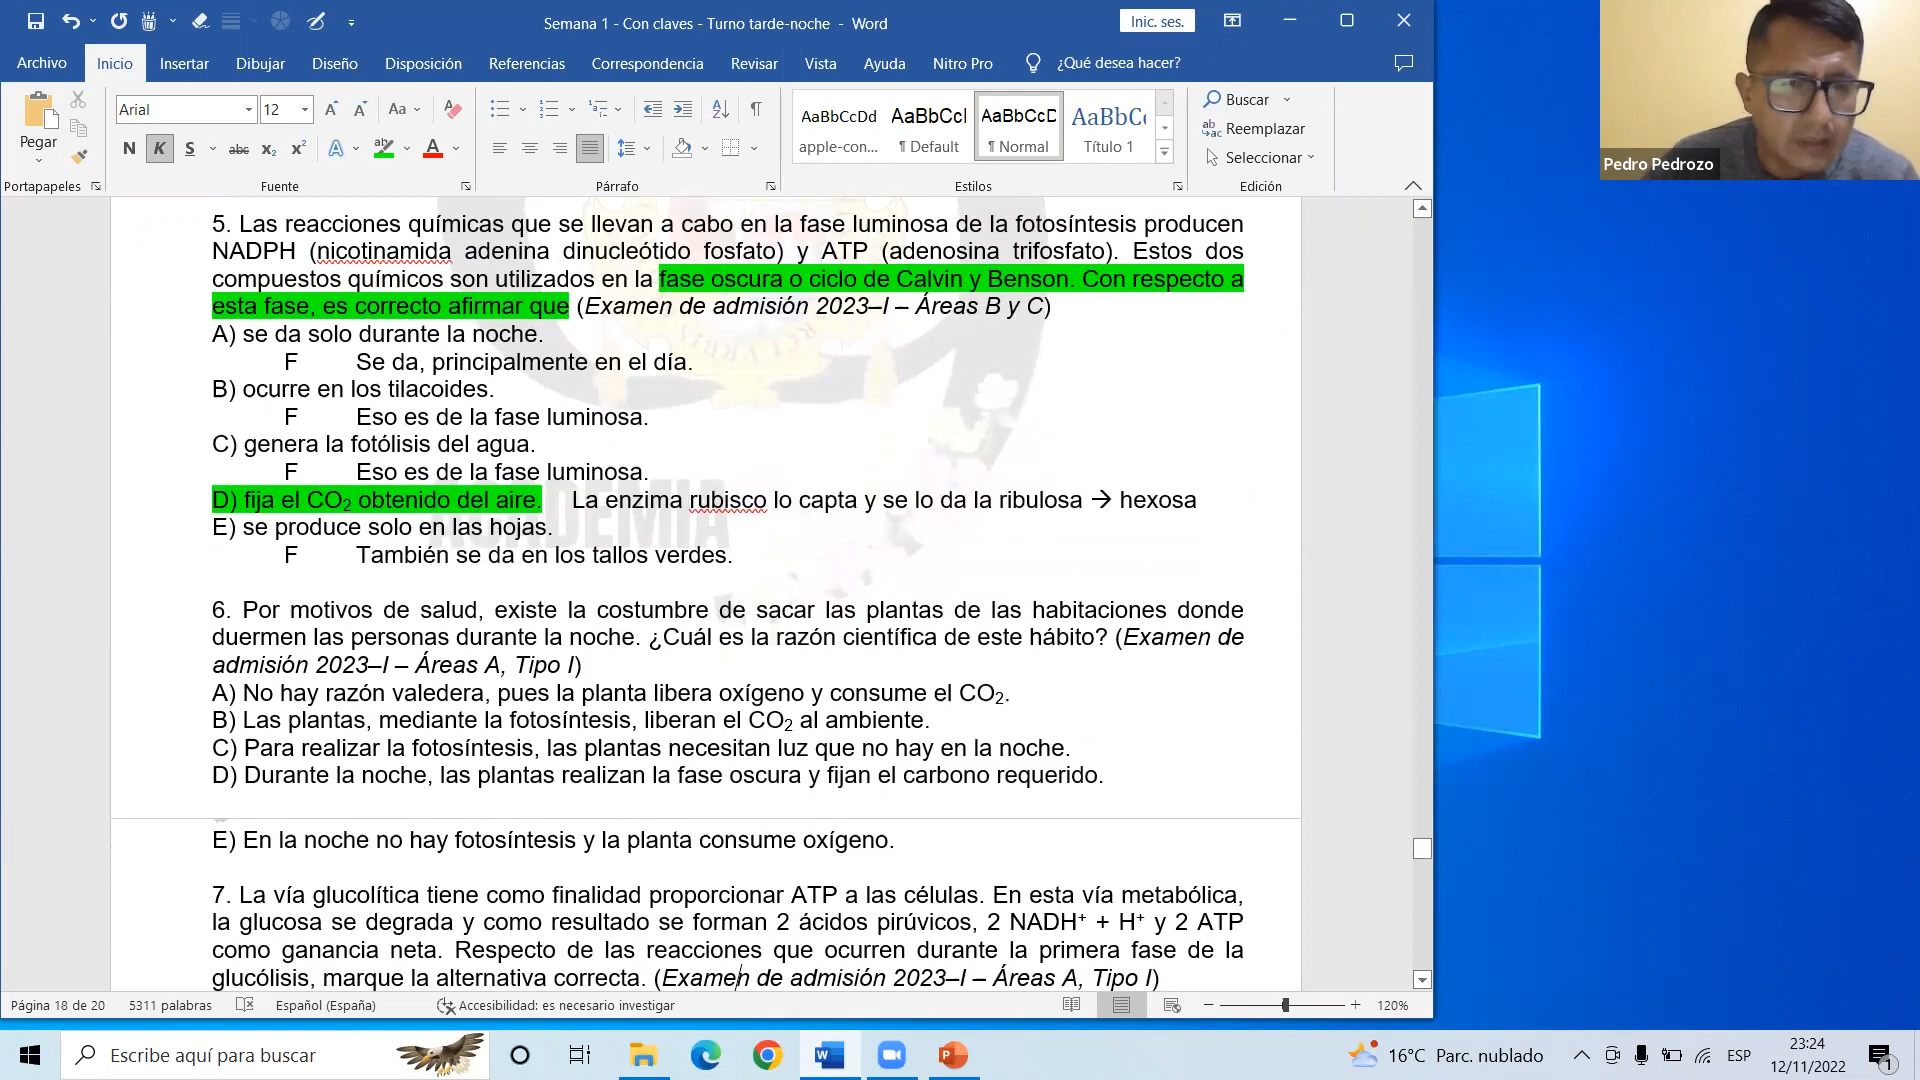 Semana 1 - Con claves - Turno tarde-noche - Word
Inic. ses.
Archivo Inicio Insertar Dibujar Diseño Disposición Referencias Correspondencia Revisar Vista Ayuda Nitro Pro ¿Qué desea hacer?
Pegar
Portapapeles
Arial 12
N K S abc x₂ x²
Fuente
Párrafo
AaBbCcDd AaBbCcI AaBbCcD AaBbC
apple-con... ¶ Default ¶ Normal Título 1
Estilos
Buscar
Reemplazar
Seleccionar
Edición
Pedro Pedrozo
5. Las reacciones químicas que se llevan a cabo en la fase luminosa de la fotosíntesis producen
NADPH (nicotinamida adenina dinucleótido fosfato) y ATP (adenosina trifosfato). Estos dos
compuestos químicos son utilizados en la fase oscura o ciclo de Calvin y Benson. Con respecto a
esta fase, es correcto afirmar que (Examen de admisión 2023–I – Áreas B y C)
A) se da solo durante la noche.
F Se da, principalmente en el día.
B) ocurre en los tilacoides.
F Eso es de la fase luminosa.
C) genera la fotólisis del agua.
F Eso es de la fase luminosa.
D) fija el CO₂ obtenido del aire. La enzima rubisco lo capta y se lo da la ribulosa → hexosa
E) se produce solo en las hojas.
F También se da en los tallos verdes.
ACADEMIA
6. Por motivos de salud, existe la costumbre de sacar las plantas de las habitaciones donde
duermen las personas durante la noche. ¿Cuál es la razón científica de este hábito? (Examen de
admisión 2023–I – Áreas A, Tipo I)
A) No hay razón valedera, pues la planta libera oxígeno y consume el CO₂.
B) Las plantas, mediante la fotosíntesis, liberan el CO₂ al ambiente.
C) Para realizar la fotosíntesis, las plantas necesitan luz que no hay en la noche.
D) Durante la noche, las plantas realizan la fase oscura y fijan el carbono requerido.
E) En la noche no hay fotosíntesis y la planta consume oxígeno.
7. La vía glucolítica tiene como finalidad proporcionar ATP a las células. En esta vía metabólica,
la glucosa se degrada y como resultado se forman 2 ácidos pirúvicos, 2 NADH⁺ + H⁺ y 2 ATP
como ganancia neta. Respecto de las reacciones que ocurren durante la primera fase de la
glucólisis, marque la alternativa correcta. (Examen de admisión 2023–I – Áreas A, Tipo I)
Página 18 de 20 5311 palabras Español (España) Accesibilidad: es necesario investigar 120%
Escribe aquí para buscar
16°C Parc. nublado
ESP
23:24
12/11/2022
1